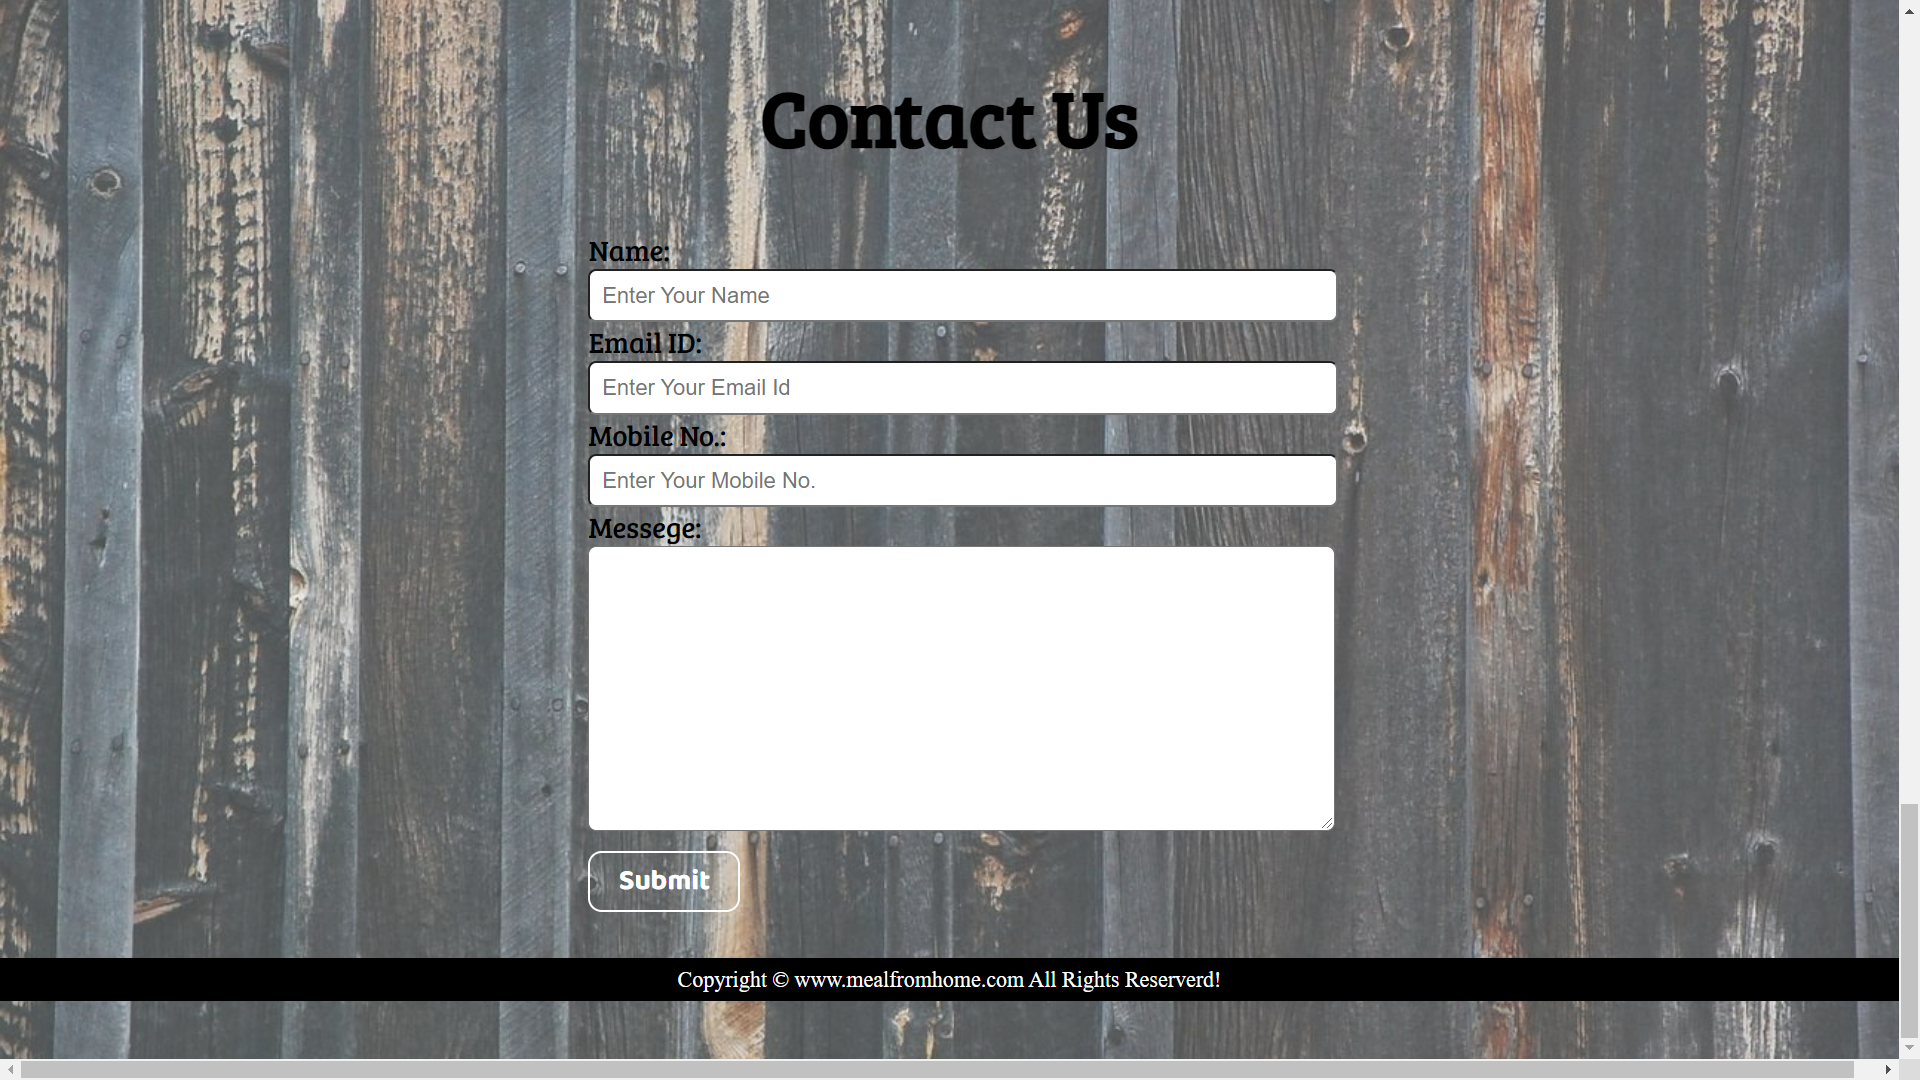 Contact Us
Name:
Enter Your Name
Email ID:
Enter Your Email Id
Mobile No.:
Enter Your Mobile No.
Messege:
Submit
Copyright © www.mealfromhome.com All Rights Reserverd!